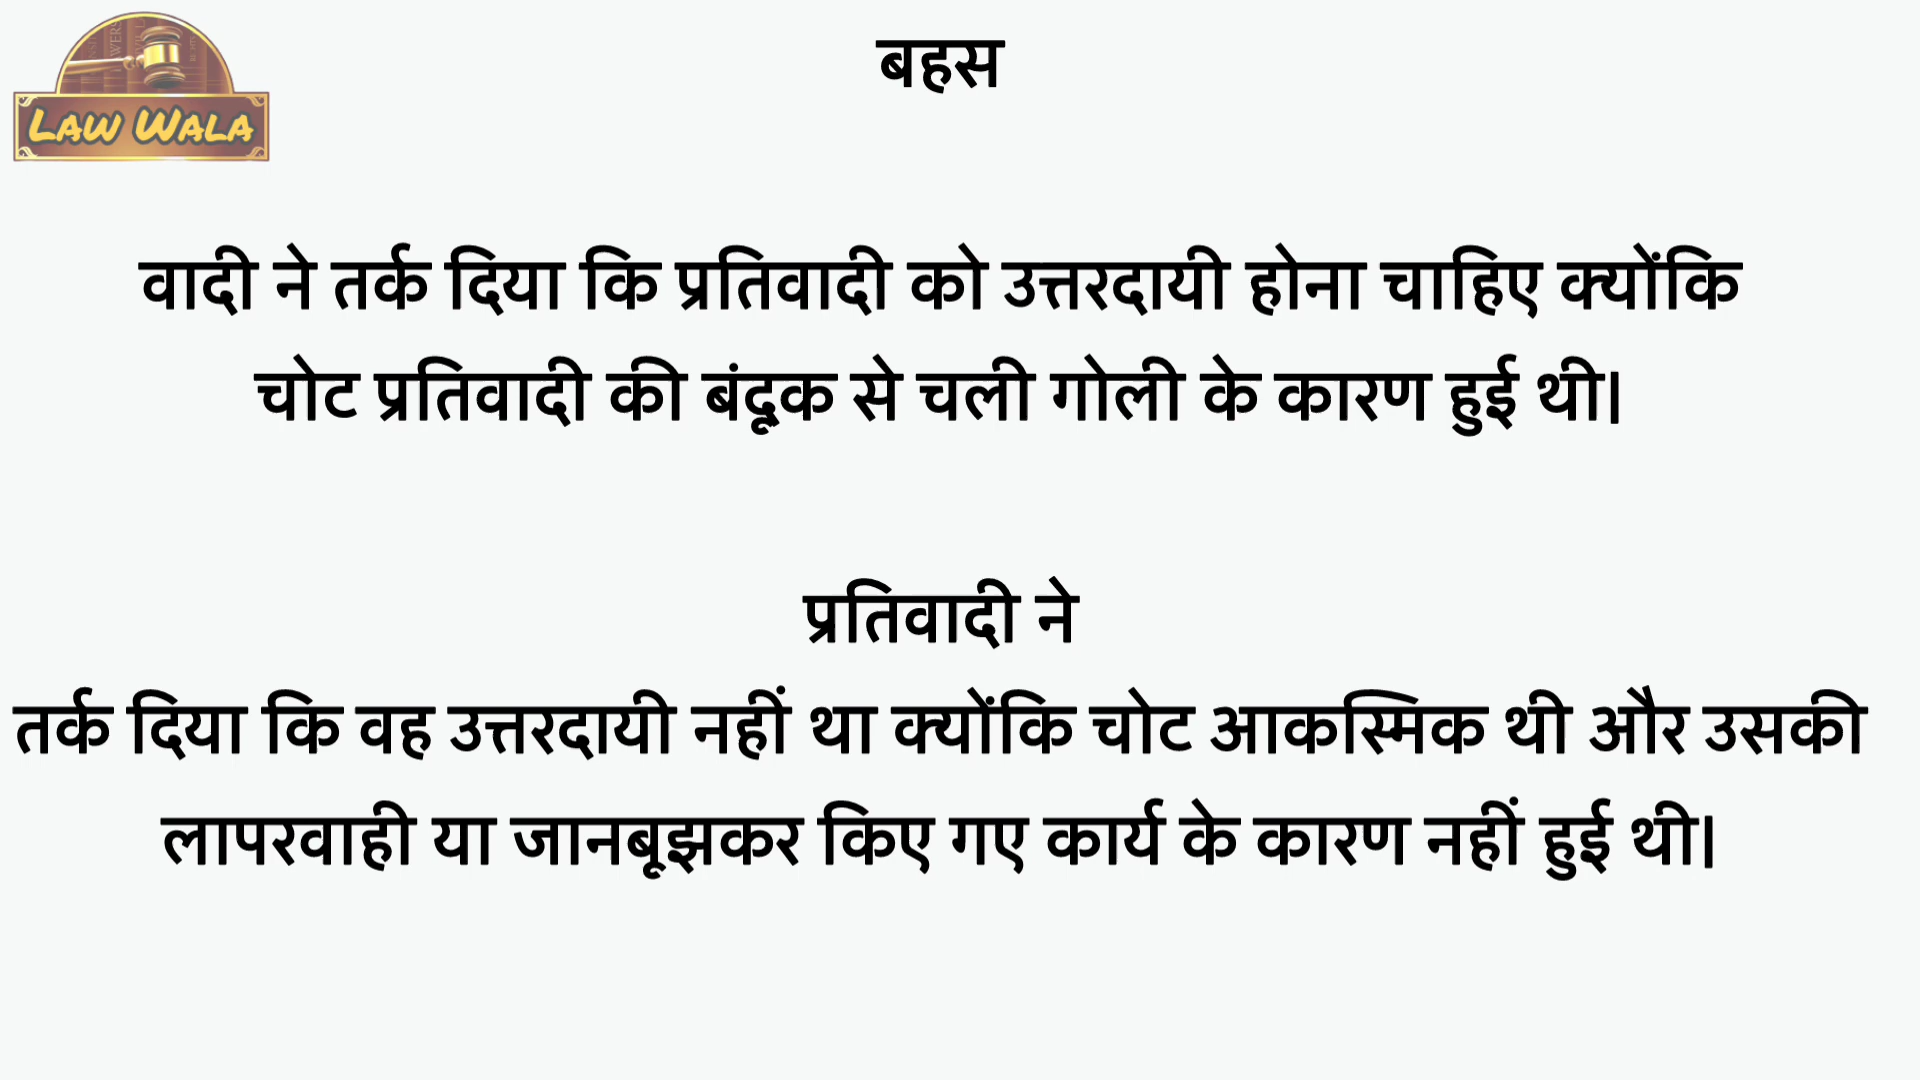 LAW WALA
बहस
वादी ने तर्क दिया कि प्रतिवादी को उत्तरदायी होना चाहिए क्योंकि
चोट प्रतिवादी की बंदूक से चली गोली के कारण हुई थी।
प्रतिवादी ने
तर्क दिया कि वह उत्तरदायी नहीं था क्योंकि चोट आकस्मिक थी और उसकी
लापरवाही या जानबूझकर किए गए कार्य के कारण नहीं हुई थी।